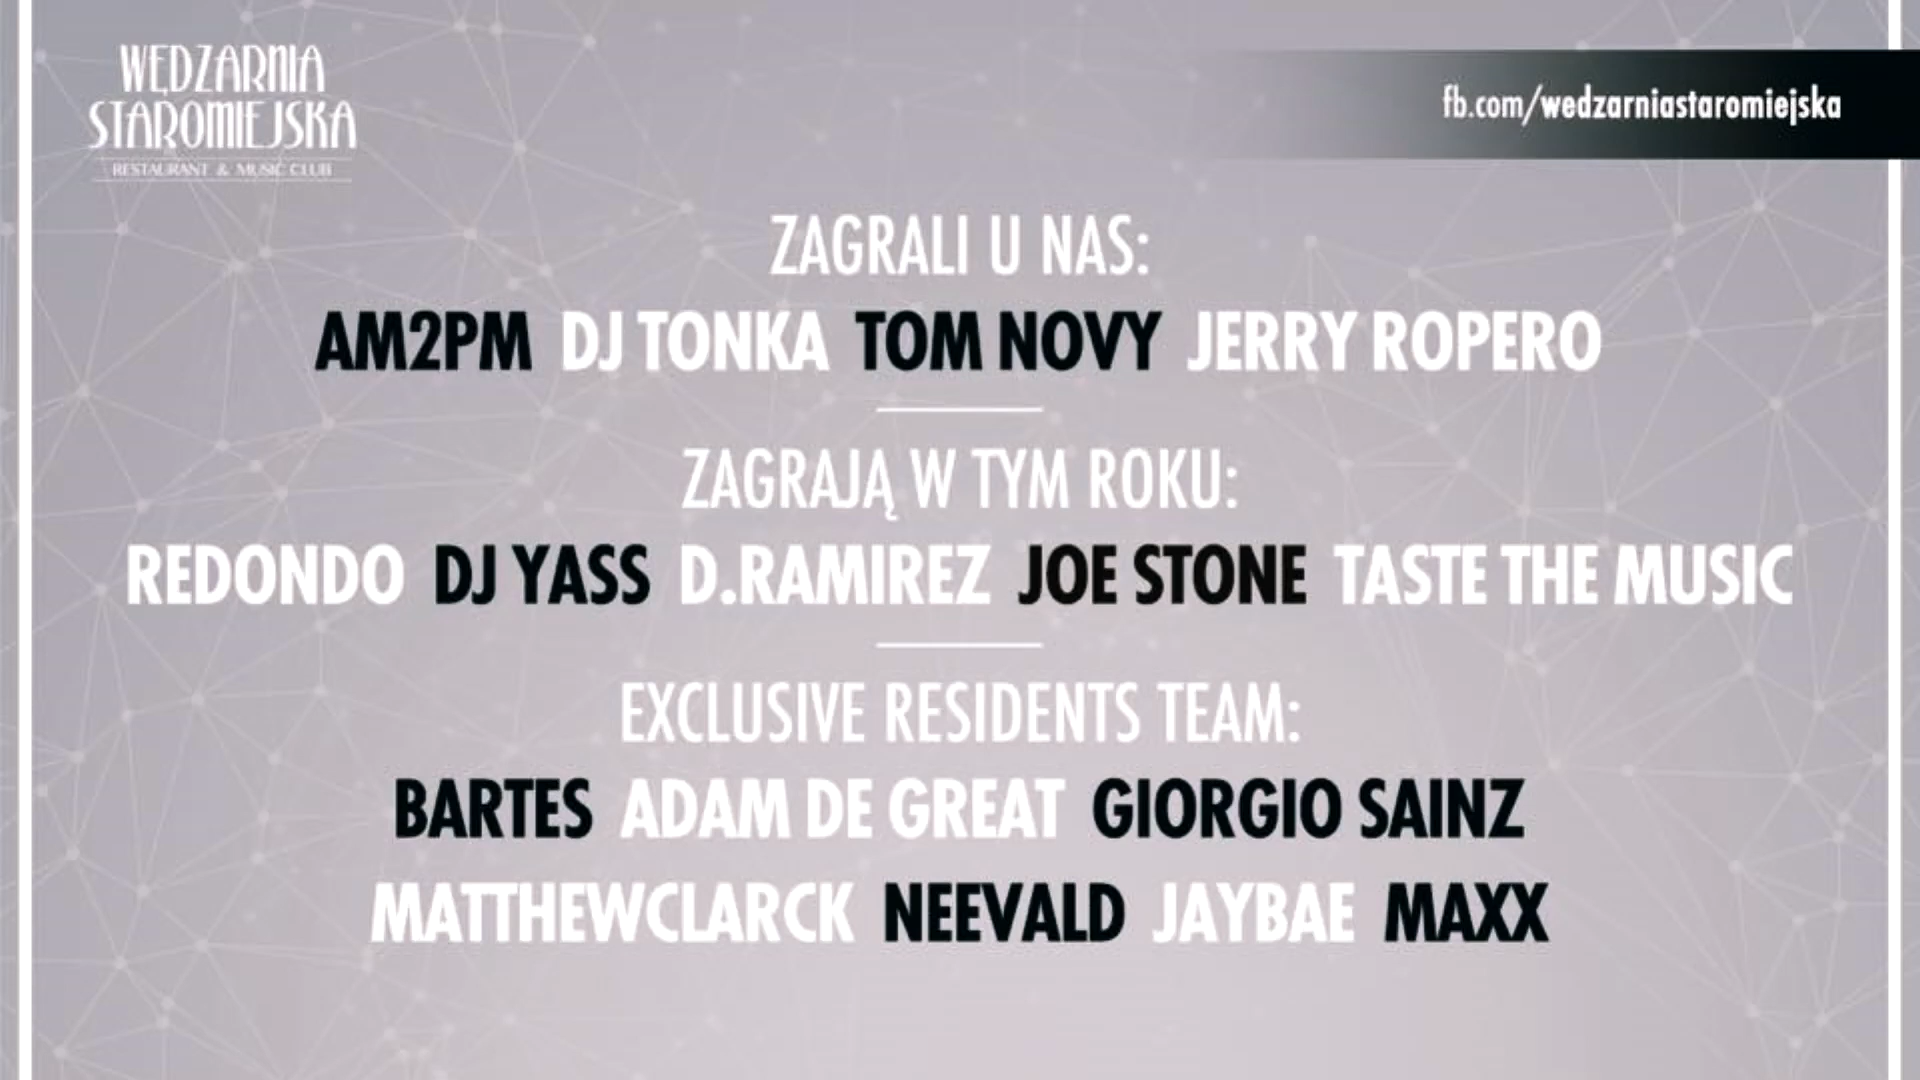 WĘDZARNIA
STAROMIEJSKA
RESTAURANT & MUSIC CLUB
fb.com/wedzarniastaromiejska
ZAGRALI U NAS:
AM2PM DJ TONKA TOM NOVY JERRY ROPERO
ZAGRAJĄ W TYM ROKU:
REDONDO DJ YASS D.RAMIREZ JOE STONE TASTE THE MUSIC
EXCLUSIVE RESIDENTS TEAM:
BARTES ADAM DE GREAT GIORGIO SAINZ
MATTHEWCLARCK NEEVALD JAYBAE MAXX